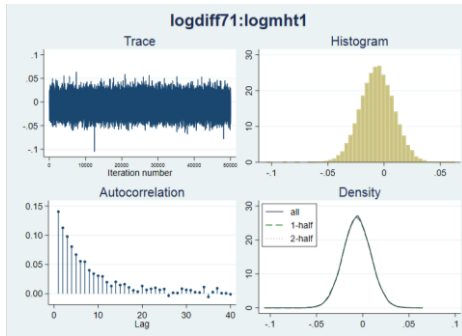 logdiff71:logmht1
Trace
.1
.05
0
-.05
-.1
0 10000 20000 30000 40000 50000
Iteration number
Histogram
30
20
10
0
-.1 -.05 0 .05
Autocorrelation
0.15
0.10
0.05
0.00
0 10 20 30 40
Lag
Density
all
1-half
2-half
30
20
10
0
-.1 -.05 0 .05 .1